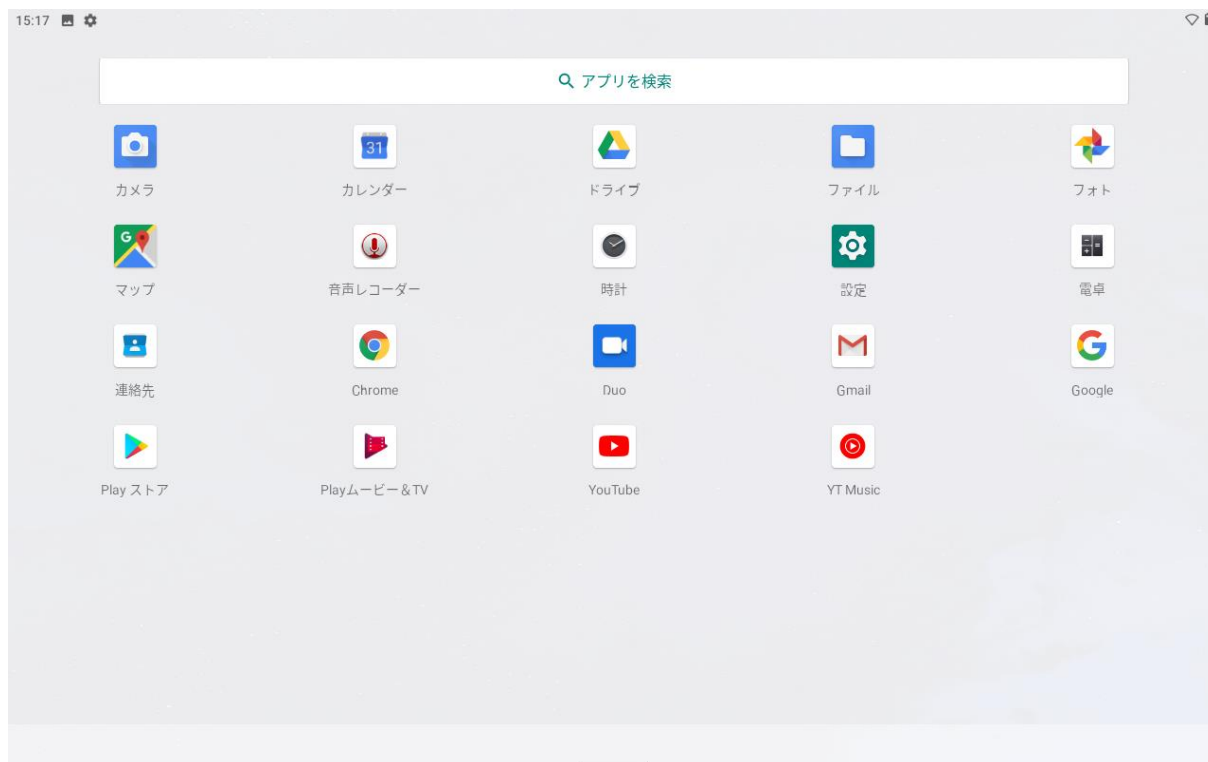 15:17
アプリを検索
31
カメラ
カレンダー
ドライブ
ファイル
フォト
G
マップ
音声レコーダー
時計
設定
電卓
連絡先
Chrome
Duo
Gmail
Google
Play ストア
Playムービー＆TV
YouTube
YT Music